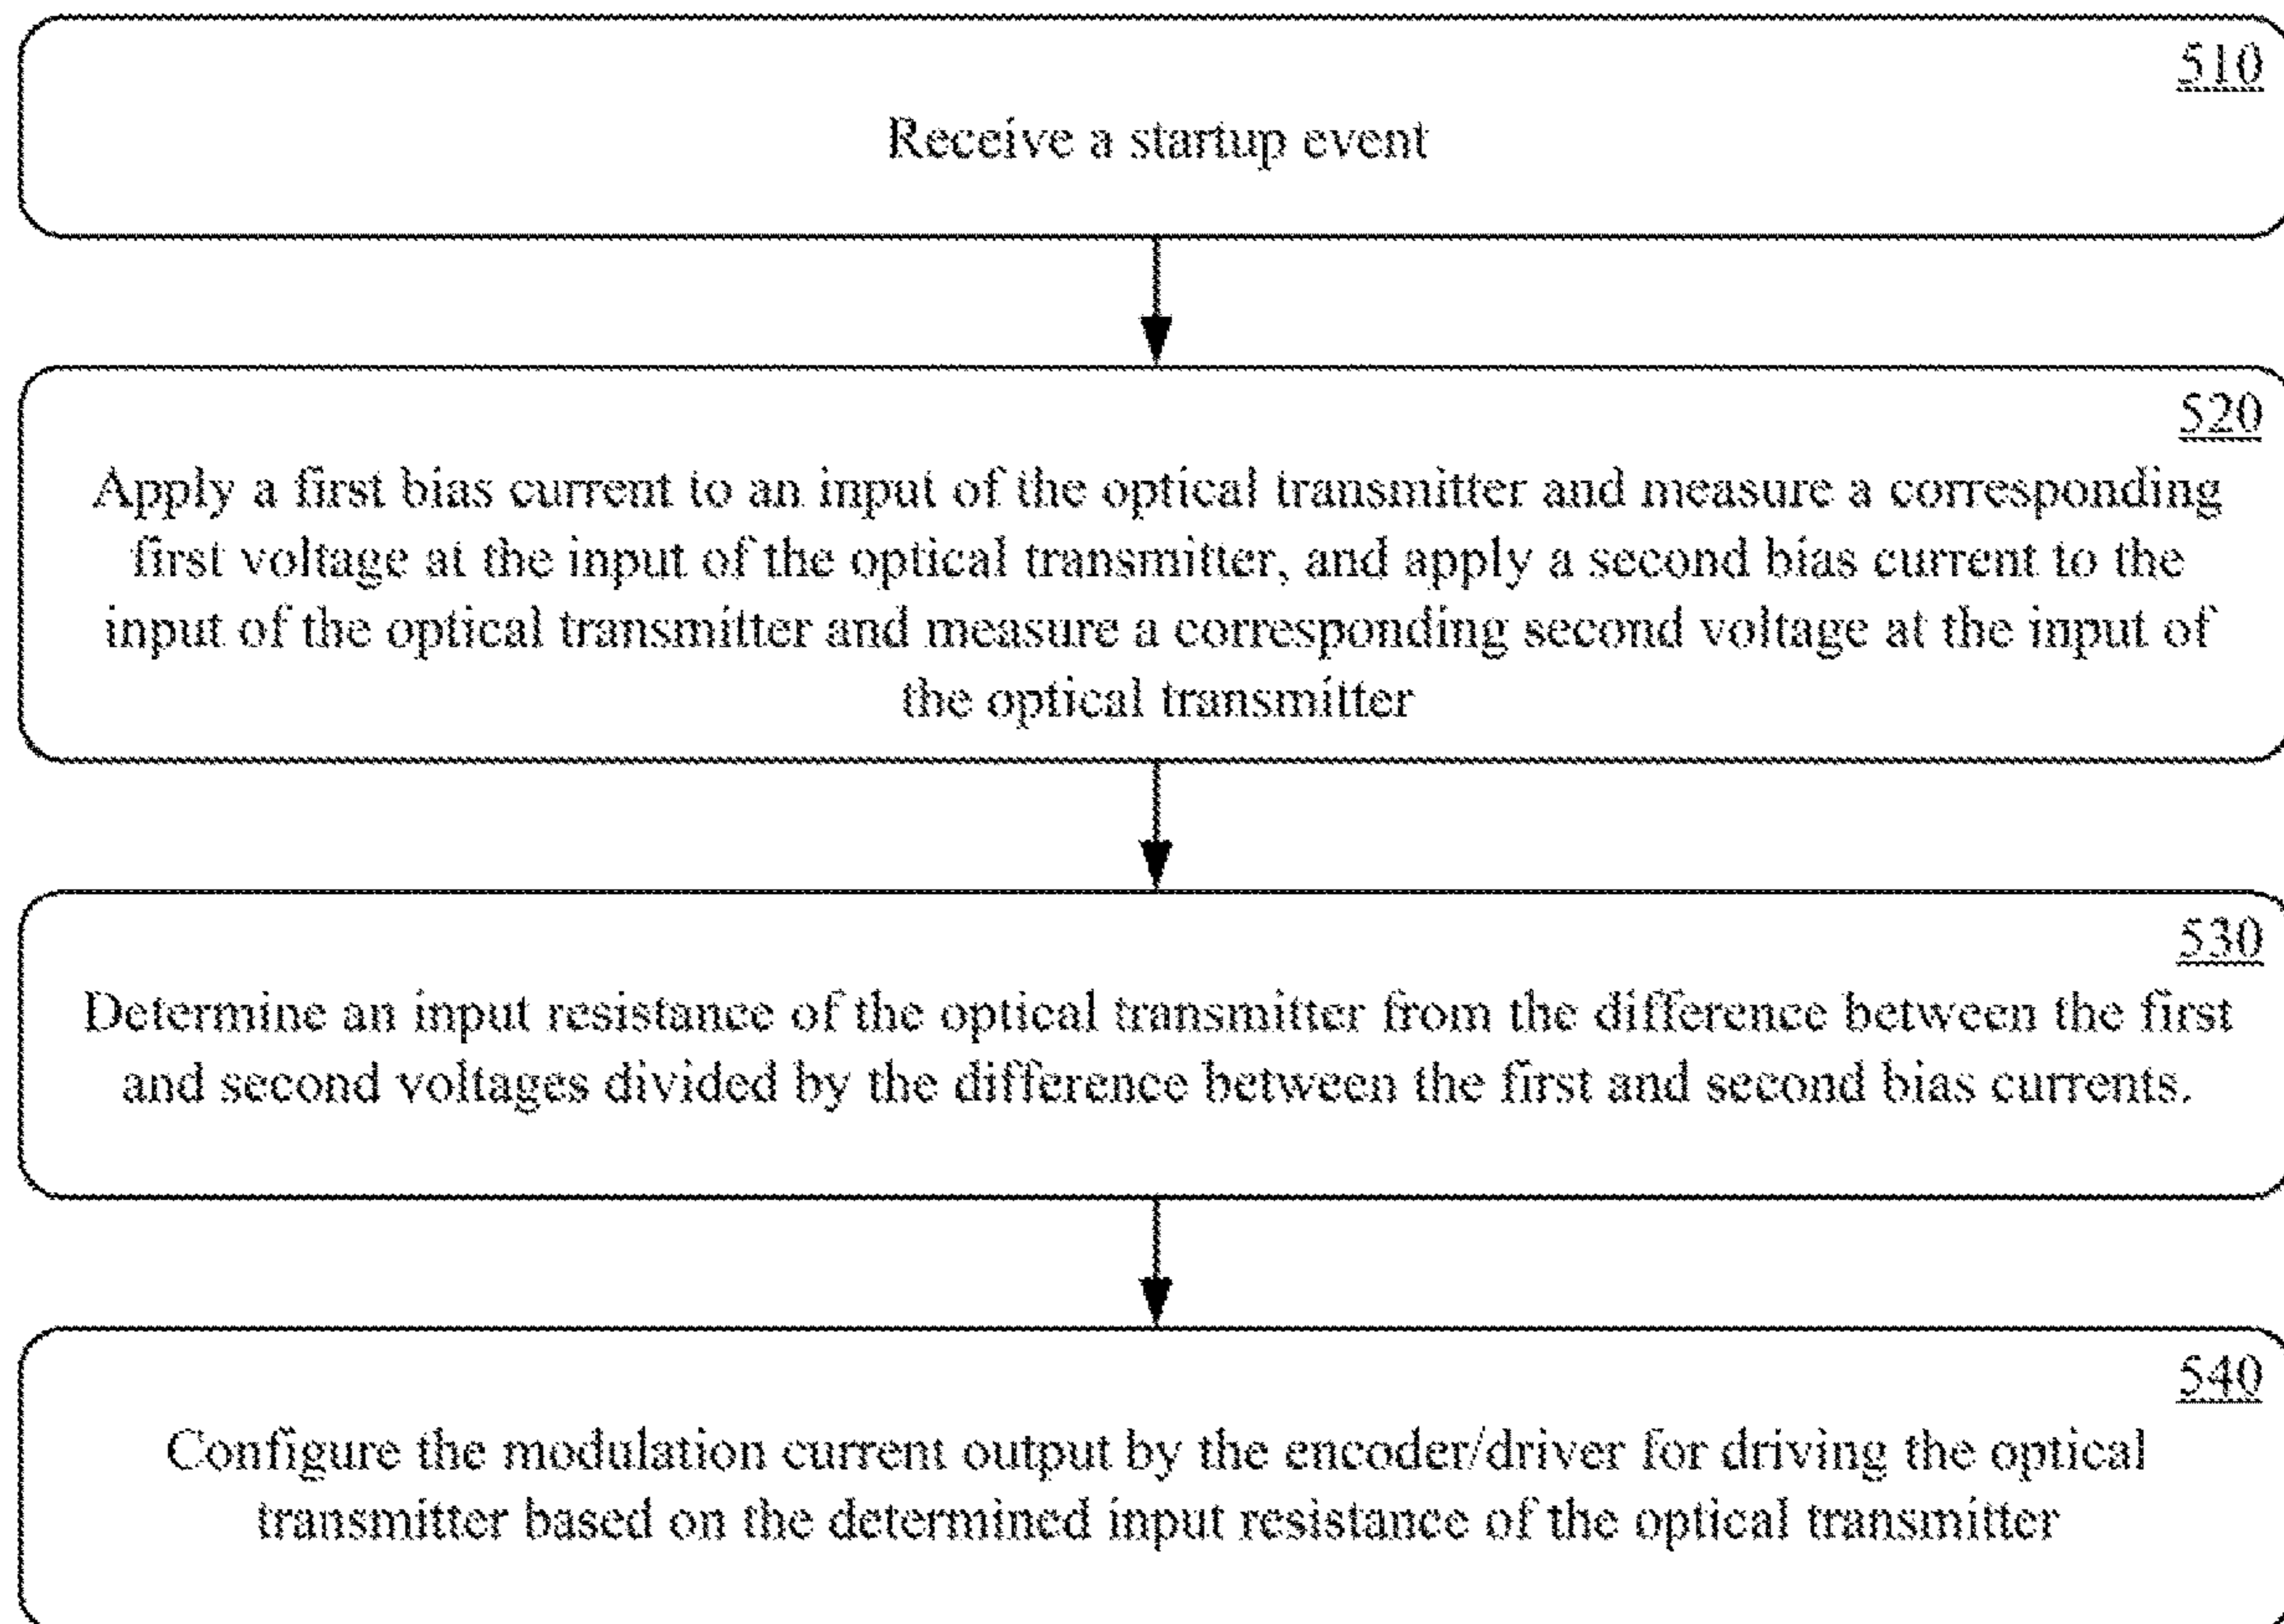 510
Receive a startup event
520
Apply a first bias current to an input of the optical transmitter and measure a corresponding
first voltage at the input of the optical transmitter, and apply a second bias current to the
input of the optical transmitter and measure a corresponding second voltage at the input of
the optical transmitter
530
Determine an input resistance of the optical transmitter from the difference between the first
and second voltages divided by the difference between the first and second bias currents.
540
Configure the modulation current output by the encoder/driver for driving the optical
transmitter based on the determined input resistance of the optical transmitter